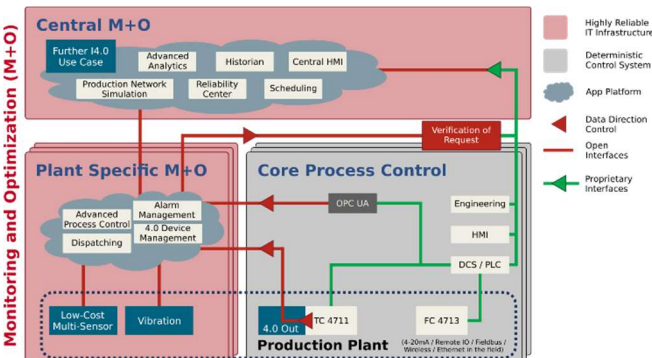 Monitoring and Optimization (M+O)
Central M+O
Further I4.0
Use Case
Advanced
Analytics
Historian
Central HMI
Production Network
Simulation
Reliability
Center
Scheduling
Highly Reliable
IT Infrastructure
Deterministic
Control System
App Platform
Data Direction
Control
Open
Interfaces
Proprietary
Interfaces
Verification of
Request
Plant Specific M+O
Advanced
Process Control
Alarm
Management
Dispatching
4.0 Device
Management
Low-Cost
Multi-Sensor
Vibration
Core Process Control
OPC UA
Engineering
HMI
DCS / PLC
4.0 Out
TC 4711
FC 4713
Production Plant
(4-20mA / Remote IO / Fieldbus /
Wireless / Ethernet in the field)